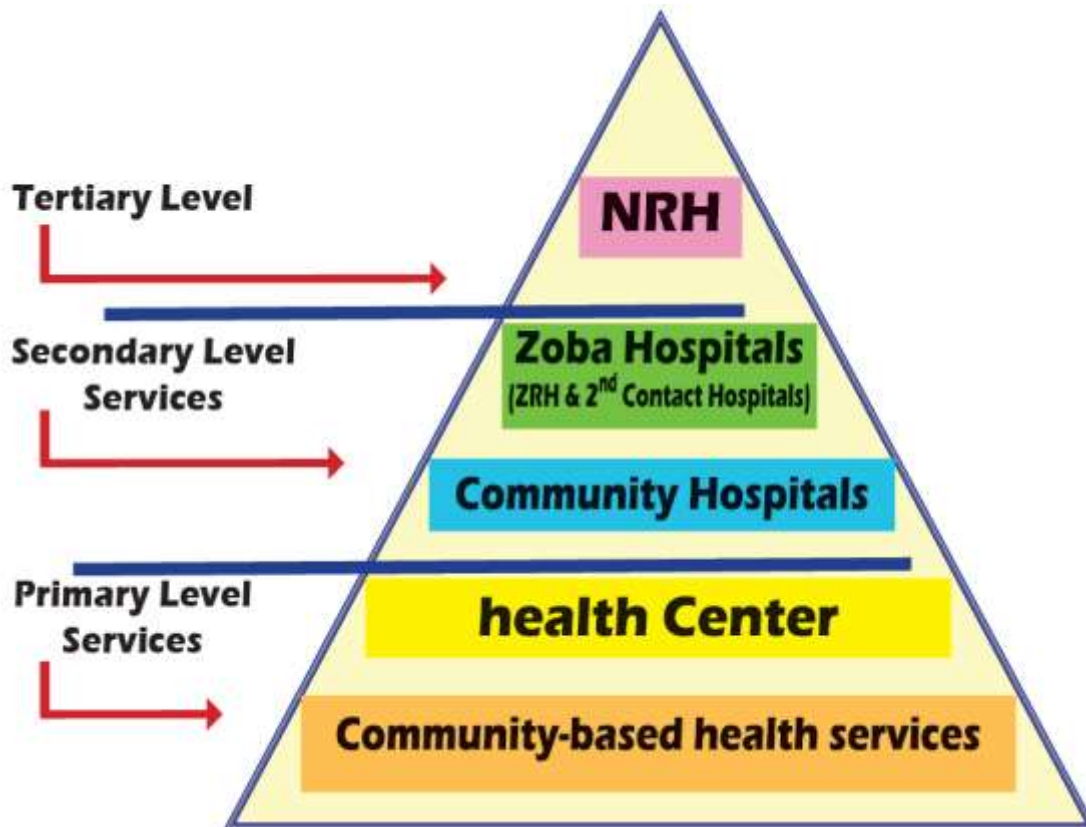 Tertiary Level
NRH
Secondary Level
Services
Zoba Hospitals
(ZRH & 2nd Contact Hospitals)
Community Hospitals
Primary Level
Services
health Center
Community-based health services